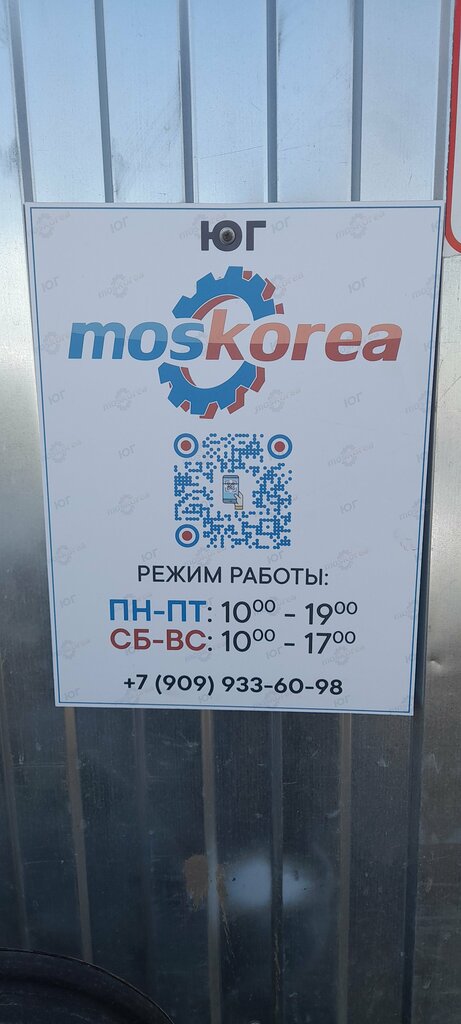 ЮГ
moskorea
РЕЖИМ РАБОТЫ:
ПН-ПТ: 10⁰⁰ - 19⁰⁰
СБ-ВС: 10⁰⁰ - 17⁰⁰
+7 (909) 933-60-98